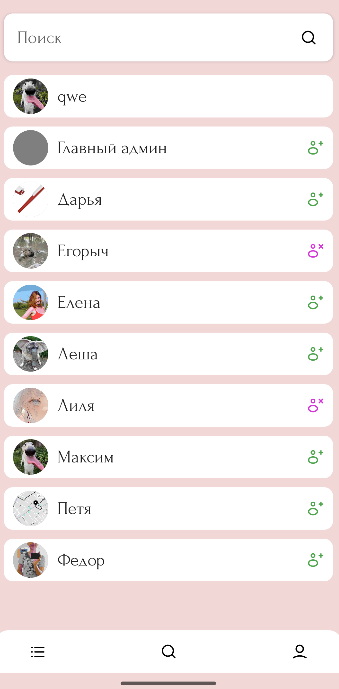 Поиск
qwe
Главный админ
Дарья
Егорыч
Елена
Леша
Лиля
Максим
Петя
Федор